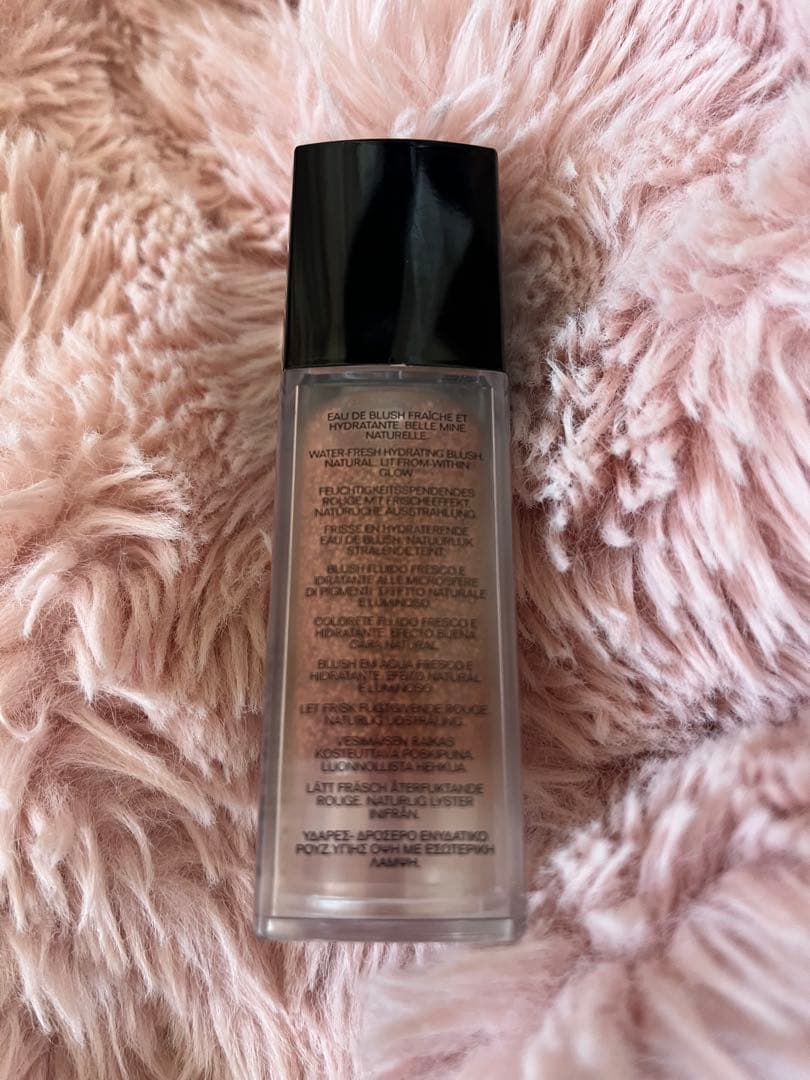 EAU DE BLUSH FRAÎCHE ET
HYDRATANTE. BELLE MINE
NATURELLE.
WATER-FRESH HYDRATING BLUSH.
NATURAL, LIT-FROM-WITHIN
GLOW
FEUCHTIGKEITSSPENDENDES
ROUGE MIT FRISCHEEFFEKT.
NATÜRLICHE AUSSTRAHLUNG.
FRISSE EN HYDRATERENDE
EAU DE BLUSH. NATUURLIJK
STRALENDE TEINT.
BLUSH FLUIDO FRESCO E
IDRATANTE ALLE MICROSFERE
DI PIGMENTI. EFFETTO NATURALE
E LUMINOSO.
COLORETE FLUIDO FRESCO E
HIDRATANTE. EFECTO BUENA
CARA NATURAL.
BLUSH EM ÁGUA FRESCO E
HIDRATANTE. EFEITO NATURAL
E LUMINOSO
LET FRISK FUGTGIVENDE ROUGE.
NATURLIG UDSTRÅLING.
VESIMÄISEN RAIKAS
KOSTEUTTAVA POSKIPUNA.
LUONNOLLISTA HEHKUA.
LÄTT FRÄSCH ÅTERFUKTANDE
ROUGE. NATURLIG LYSTER
INIFRÅN.
ΥΔΑΡΕΣ- ΔΡΟΣΕΡΟ ΕΝΥΔΑΤΙΚΟ
ΡΟΥΖ.ΥΠΗΣ ΟΨΗ ΜΕ ΕΣΩΤΕΡΙΚΗ
ΛΑΜΨΗ.